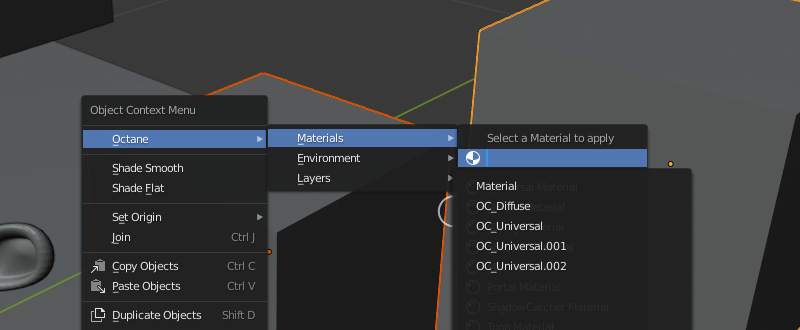 Object Context Menu
Octane
Shade Smooth
Shade Flat
Set Origin
Join Ctrl J
Copy Objects Ctrl C
Paste Objects Ctrl V
Duplicate Objects Shift D
Materials
Environment
Layers
Select a Material to apply
Material
OC_Diffuse
OC_Universal
OC_Universal.001
OC_Universal.002
Portal Material
ShadowCatcher Material
Toon Material